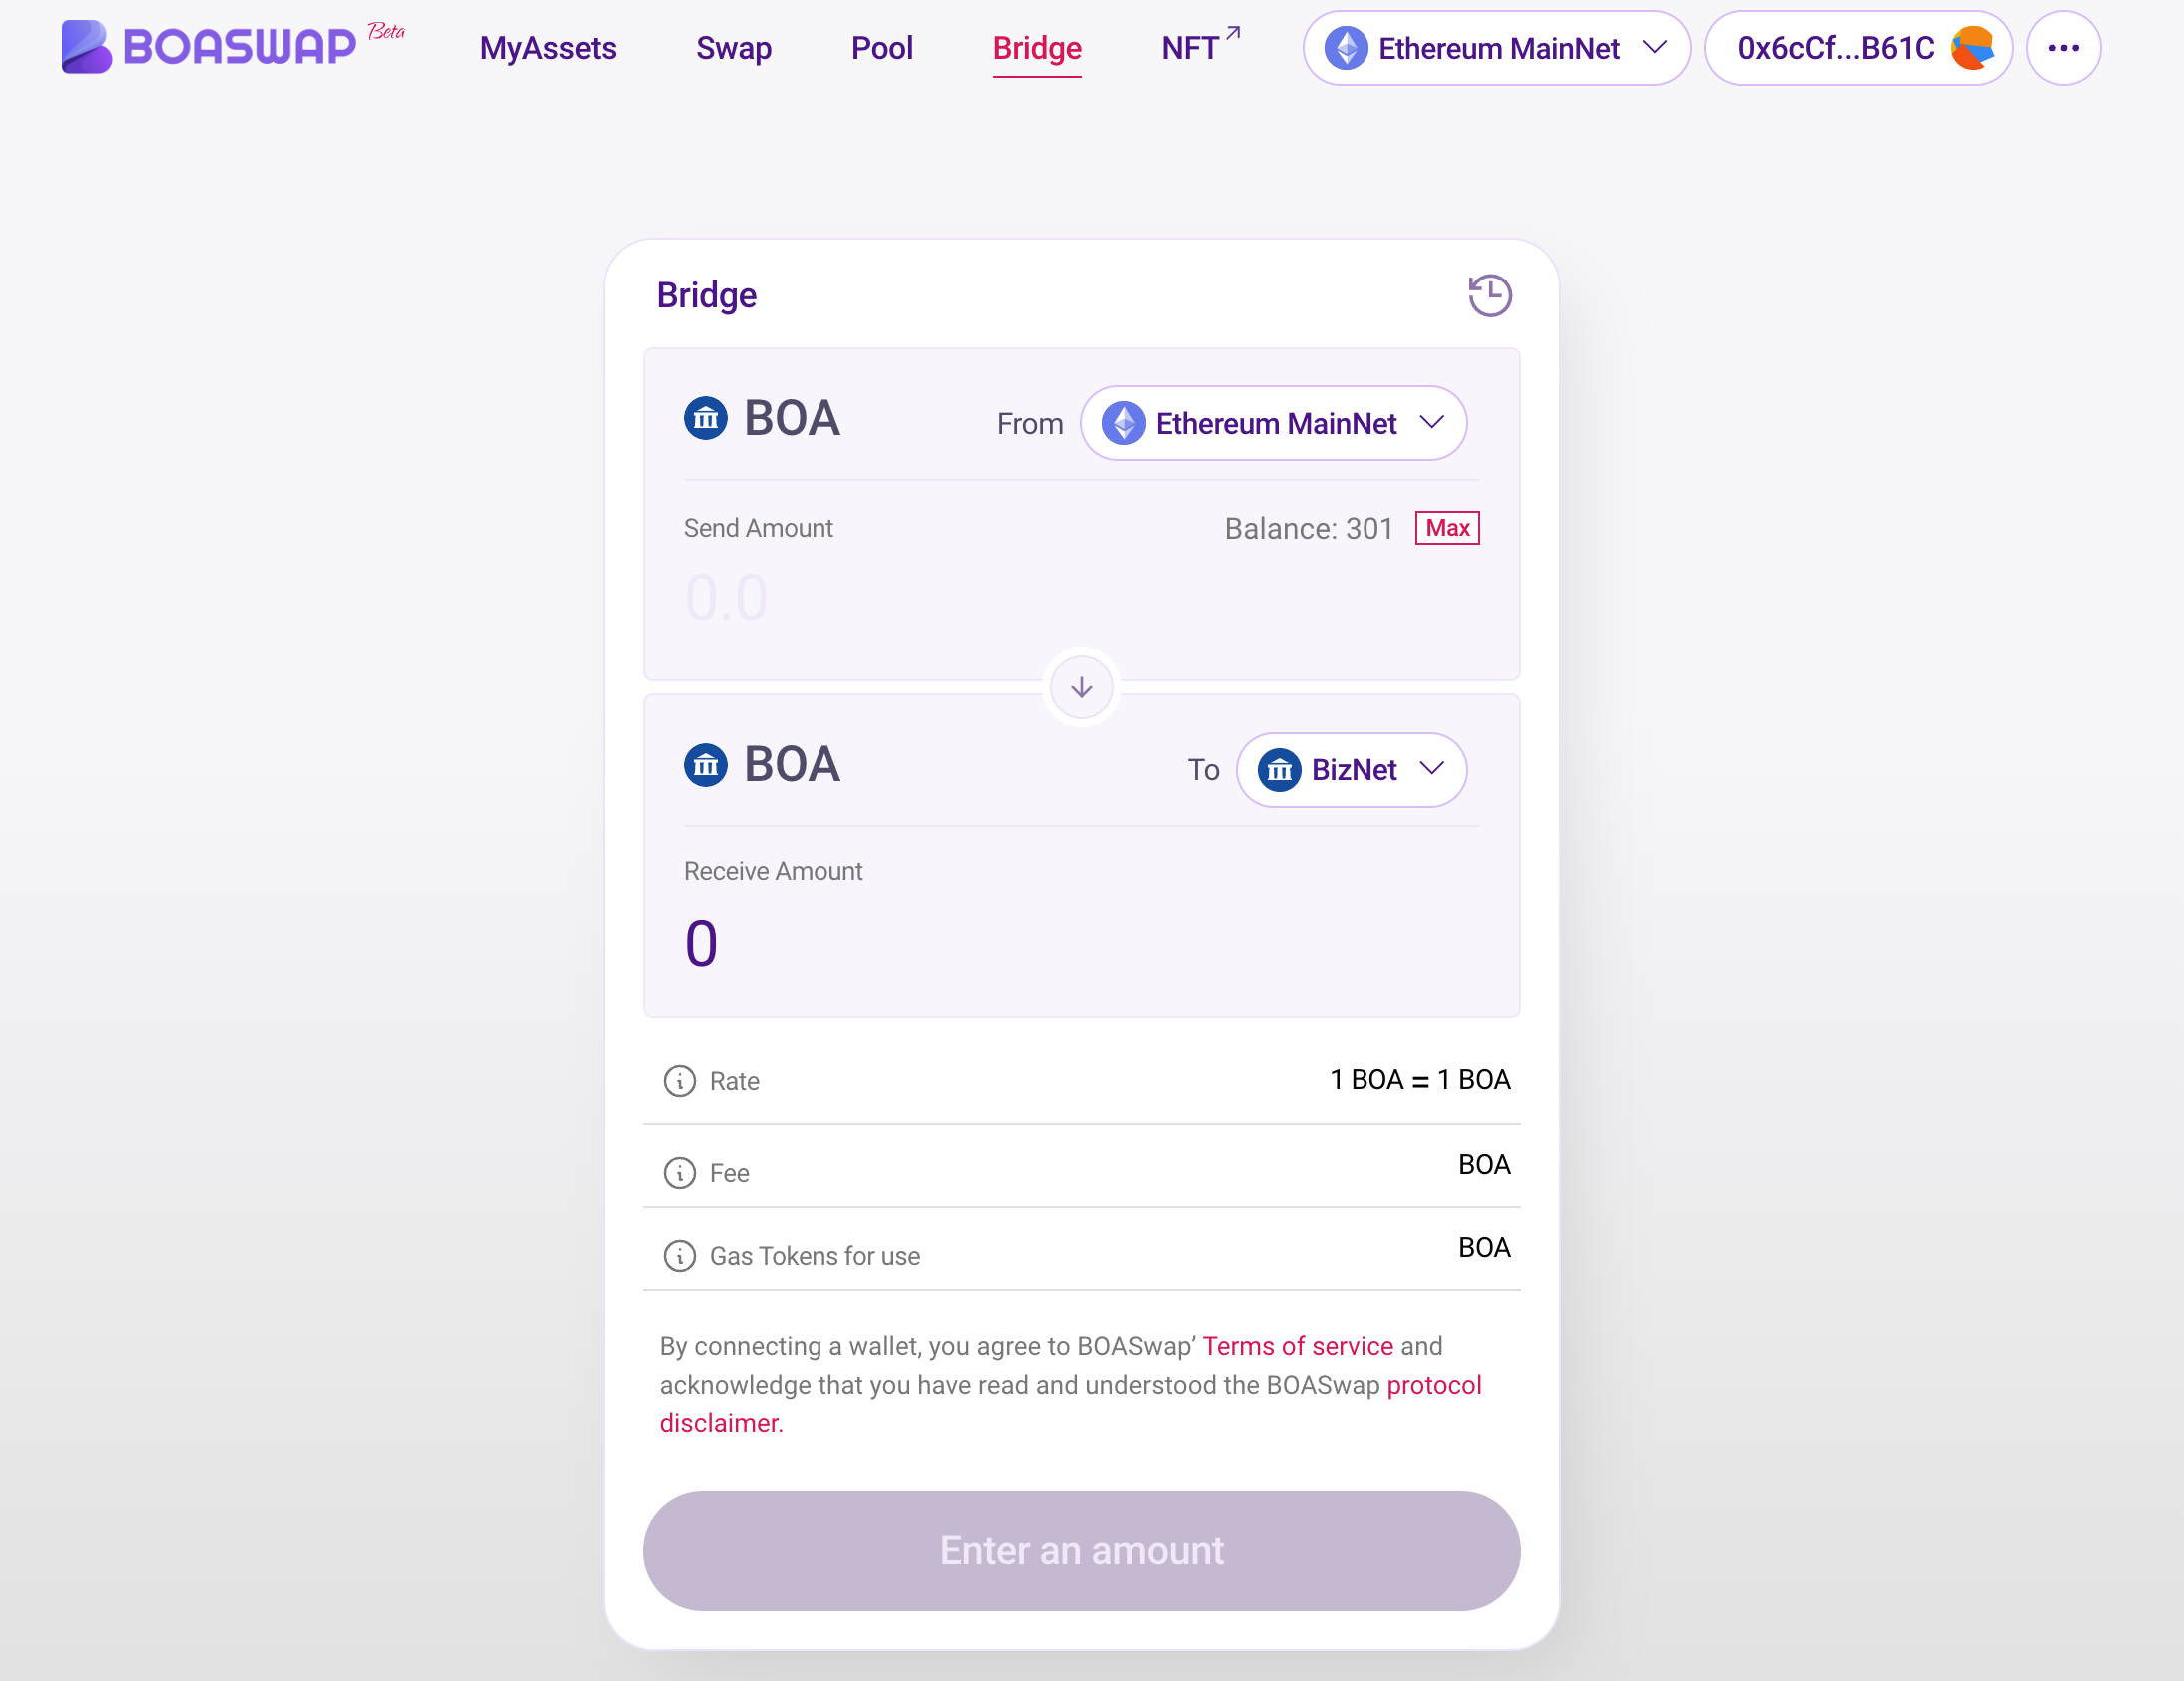 BOASWAP Beta
MyAssets Swap Pool Bridge NFT Ethereum MainNet 0x6cCf...B61C
Bridge
BOA From Ethereum MainNet
Send Amount Balance: 301 Max
0.0
BOA To BizNet
Receive Amount
0
Rate 1 BOA = 1 BOA
Fee BOA
Gas Tokens for use BOA
By connecting a wallet, you agree to BOASwap’ Terms of service and
acknowledge that you have read and understood the BOASwap protocol
disclaimer.
Enter an amount